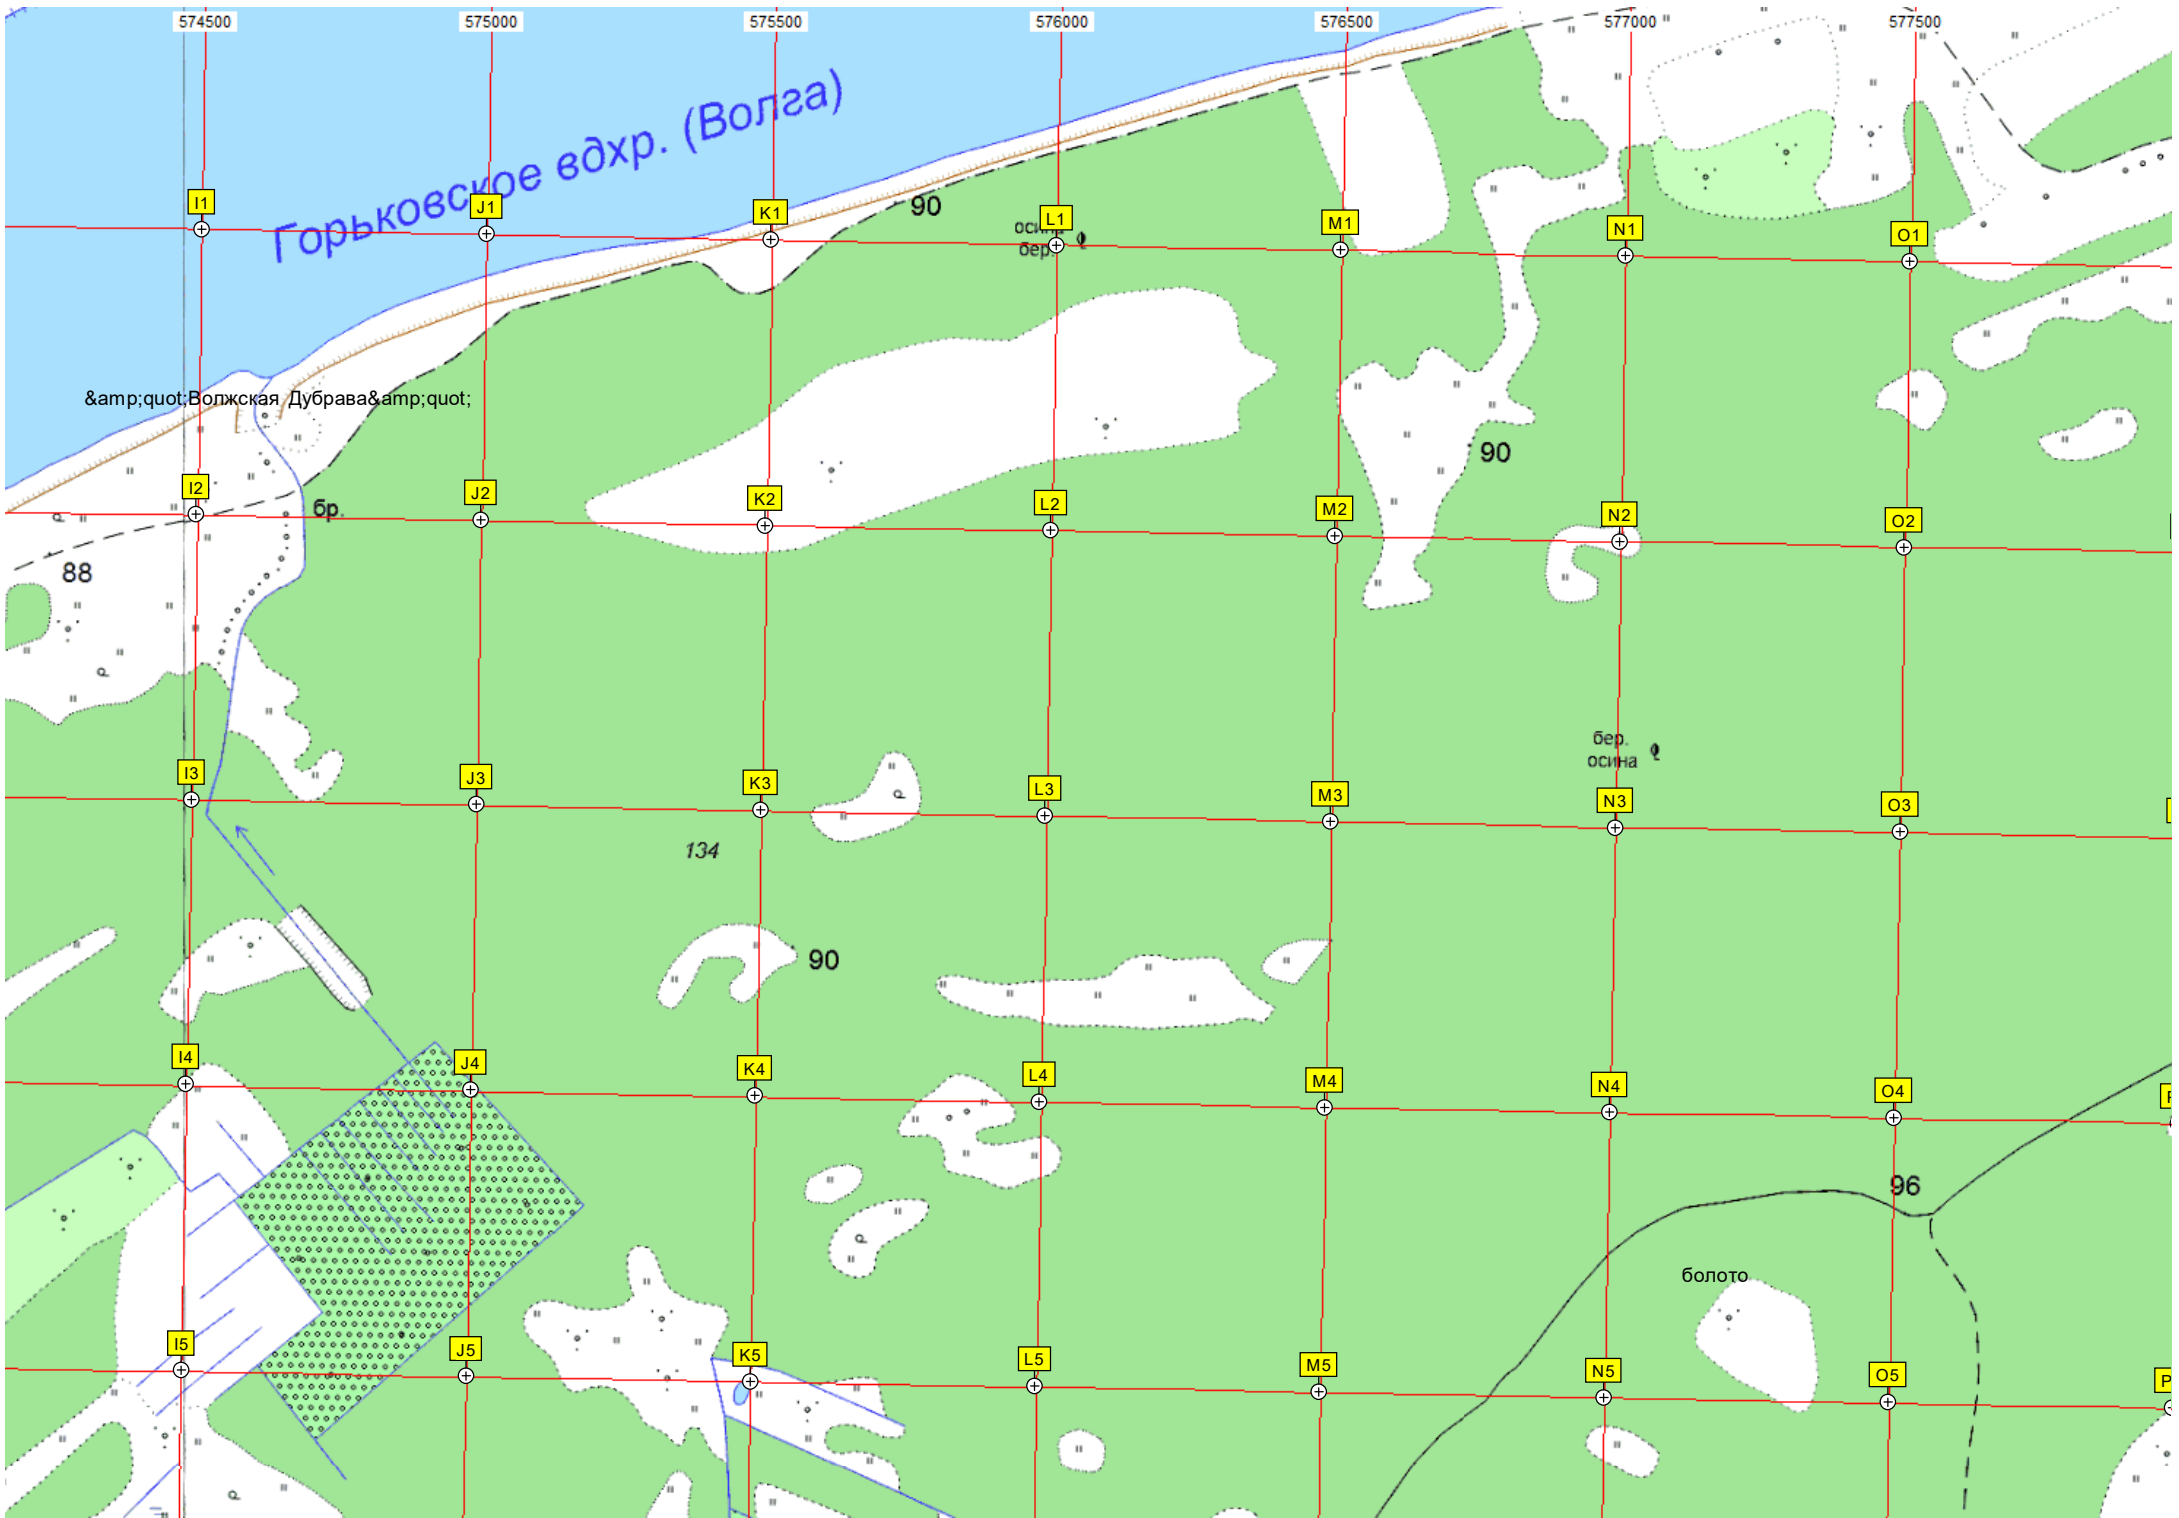 574500 575000 575500 576000 576500 577000 577500
Горьковское вдхр. (Волга)
I1 J1 K1 L1 M1 N1 O1
90
осина
бер.
&amp;quot;Волжская Дубрава&amp;quot;
90
I2 J2 K2 L2 M2 N2 O2
бр.
88
бер.
осина
I3 J3 K3 L3 M3 N3 O3
134
90
I4 J4 K4 L4 M4 N4 O4
96
болото
I5 J5 K5 L5 M5 N5 O5 P